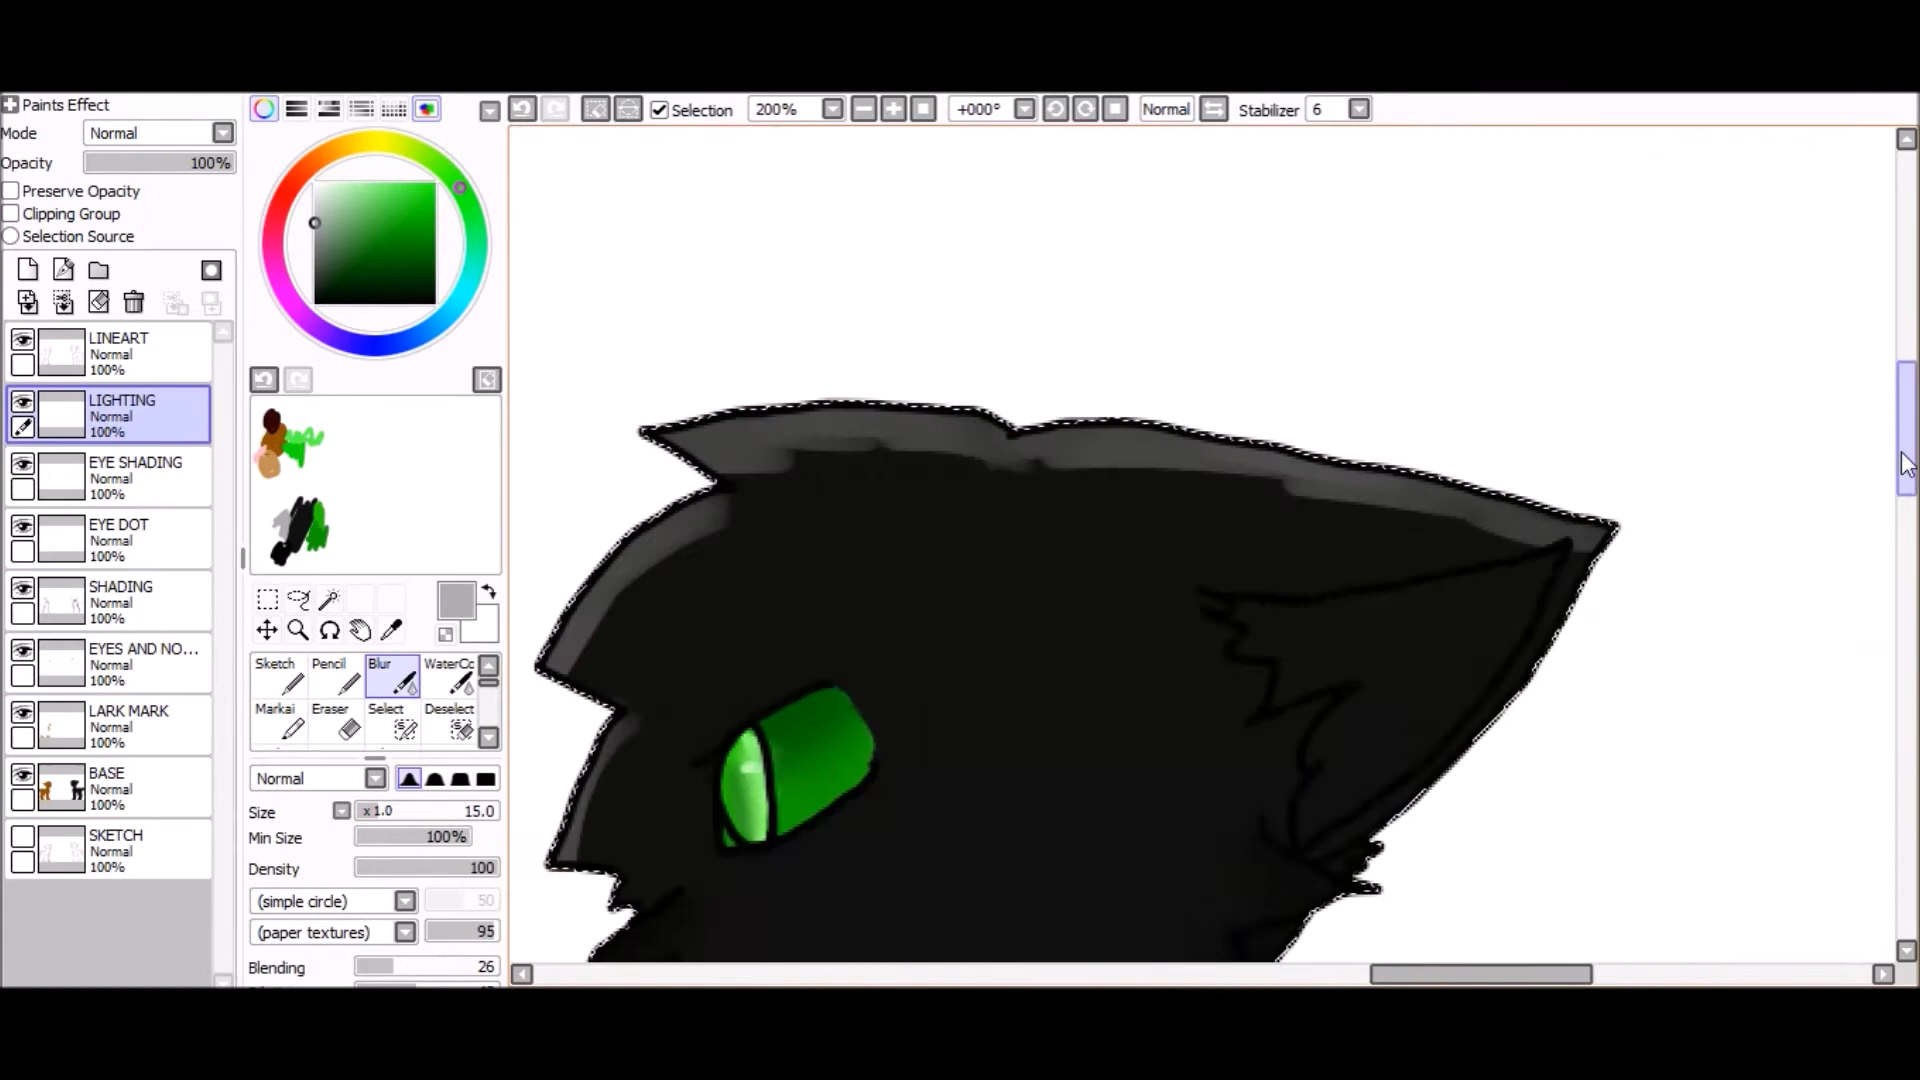 Paints Effect
Mode Normal
Opacity 100%
Preserve Opacity
Clipping Group
Selection Source
LINEART
Normal
100%
LIGHTING
Normal
100%
EYE SHADING
Normal
100%
EYE DOT
Normal
100%
SHADING
Normal
100%
EYES AND NO...
Normal
100%
LARK MARK
Normal
100%
BASE
Normal
100%
SKETCH
Normal
100%
Selection 200% +000° Normal Stabilizer 6
Sketch Pencil Blur WaterCc
Markai Eraser Select Deselect
Normal
Size x1.0 15.0
Min Size 100%
Density 100
(simple circle) 50
(paper textures) 95
Blending 26